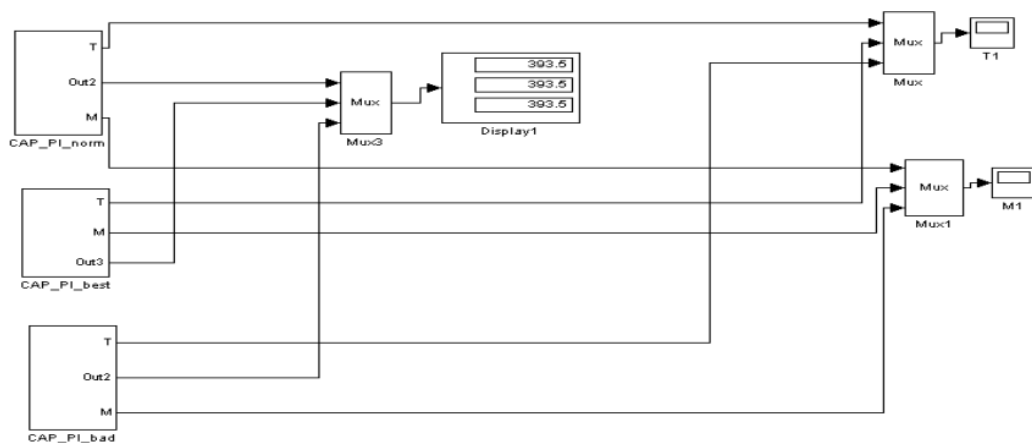 T
Out2
M
CAP_PI_norm
Mux
Mux3
393.5
393.5
393.5
Display1
Mux
Mux
T1
T
M
Out3
CAP_PI_best
Mux
Mux1
M1
T
Out2
M
CAP_PI_bad